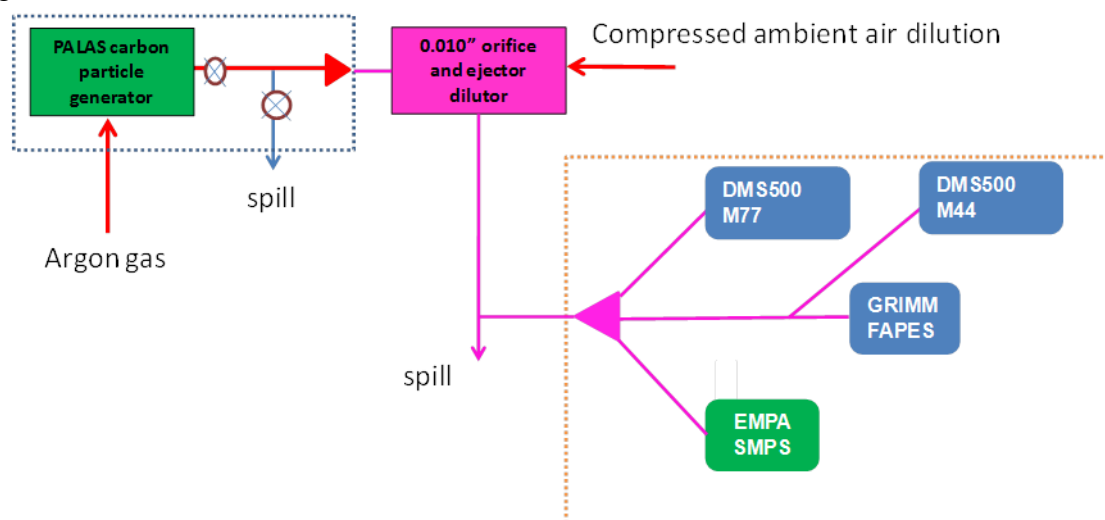 PALAS carbon
particle
generator
0.010” orifice
and ejector
dilutor
Compressed ambient air dilution
spill
Argon gas
DMS500
M77
DMS500
M44
GRIMM
FAPES
spill
EMPA
SMPS